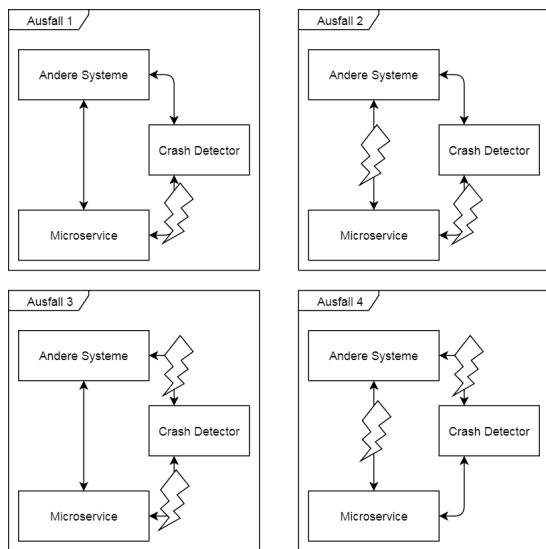 Ausfall 1
Andere Systeme
Crash Detector
Microservice
Ausfall 2
Andere Systeme
Crash Detector
Microservice
Ausfall 3
Andere Systeme
Crash Detector
Microservice
Ausfall 4
Andere Systeme
Crash Detector
Microservice